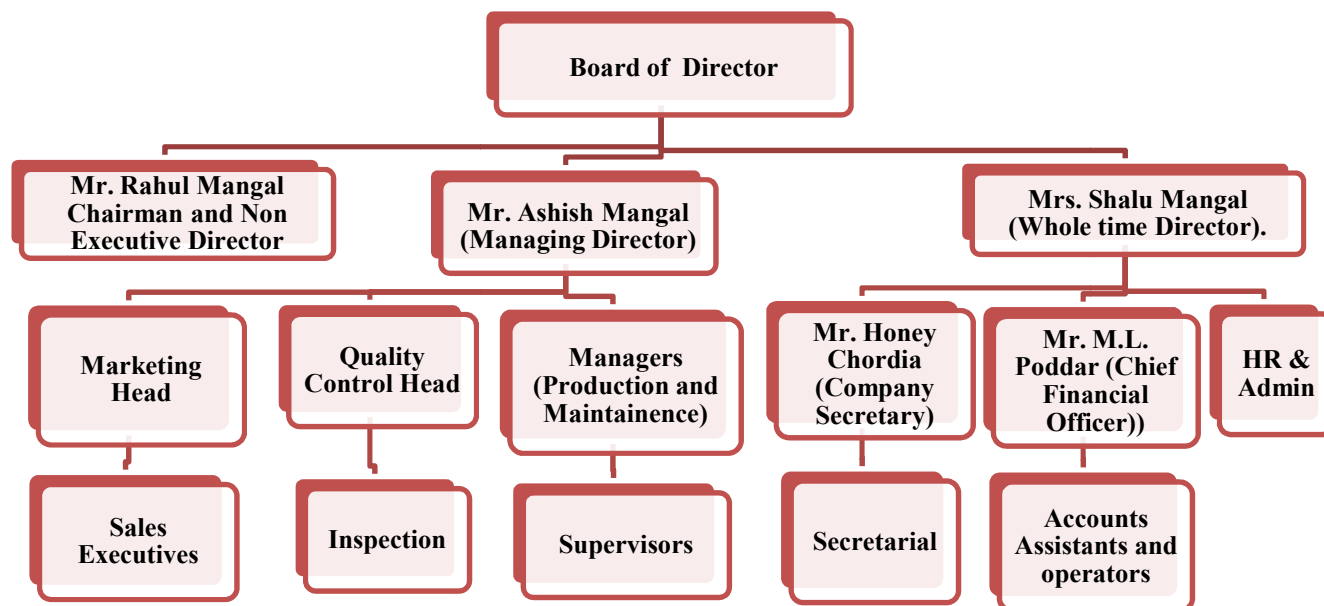 Board of Director
Mr. Rahul Mangal
Chairman and Non
Executive Director
Mr. Ashish Mangal
(Managing Director)
Mrs. Shalu Mangal
(Whole time Director).
Marketing
Head
Quality
Control Head
Managers
(Production and
Maintainence)
Mr. Honey
Chordia
(Company
Secretary)
Mr. M.L.
Poddar (Chief
Financial
Officer))
HR &
Admin
Sales
Executives
Inspection
Supervisors
Secretarial
Accounts
Assistants and
operators